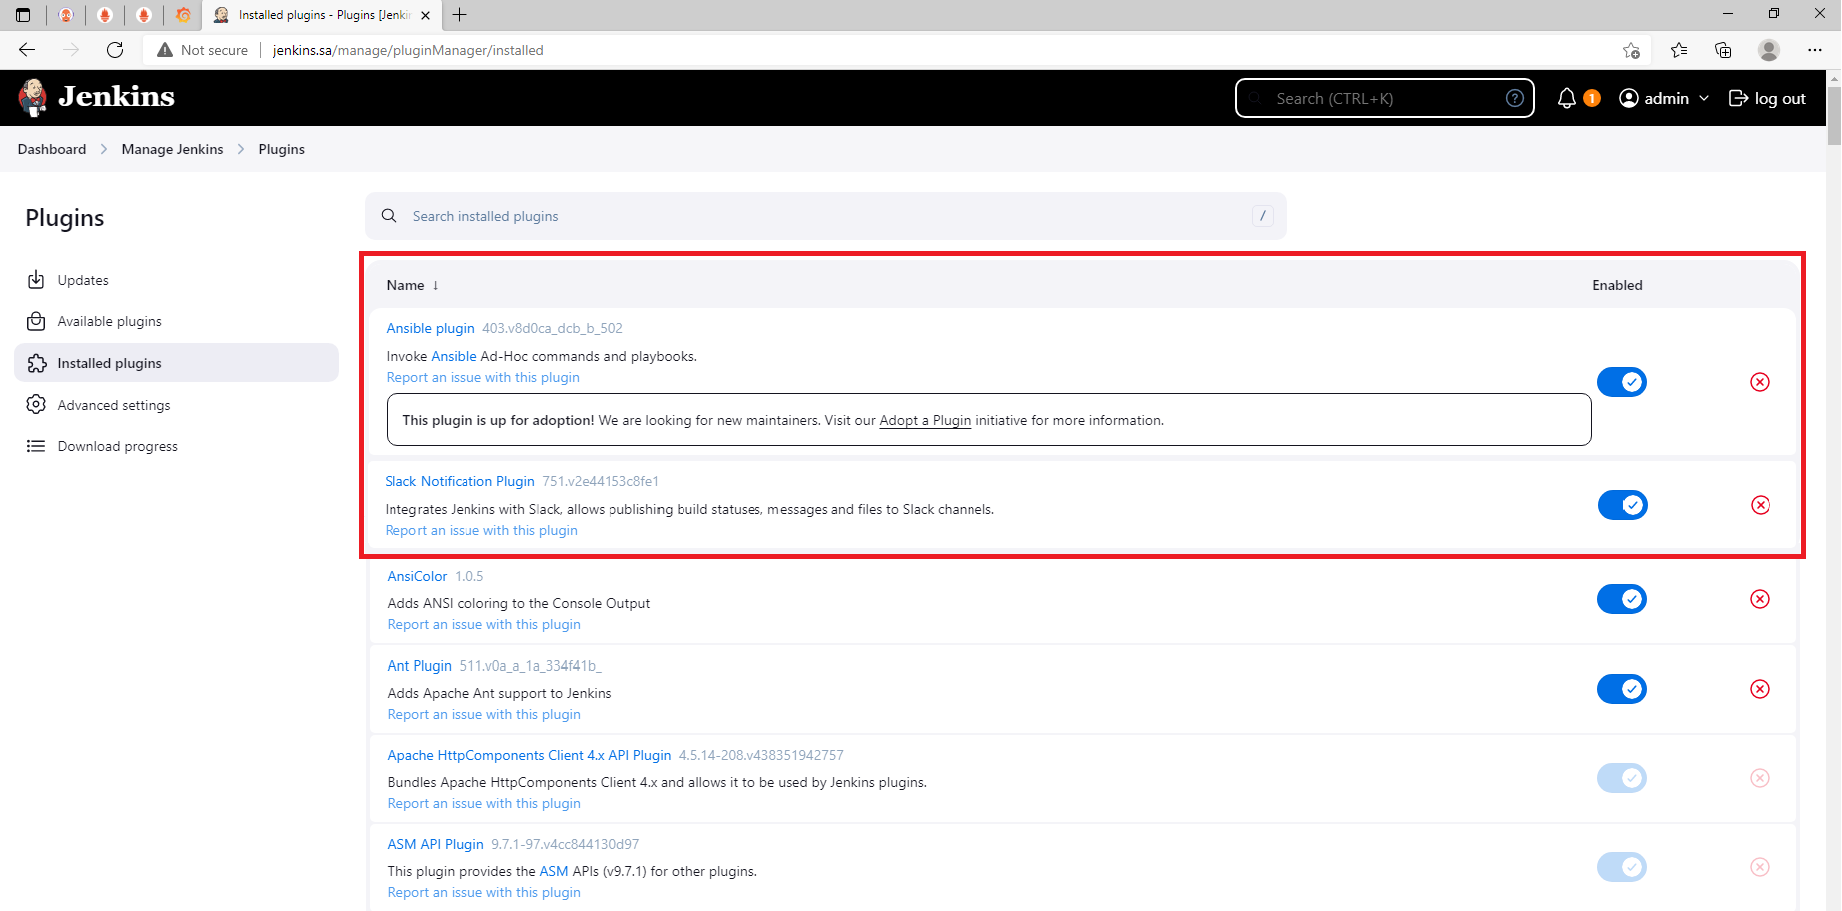 Installed plugins - Plugins [Jenkin
Not secure
jenkins.sa/manage/pluginManager/installed
Jenkins
Search (CTRL+K)
?
1
admin
log out
Dashboard
Manage Jenkins
Plugins
Plugins
Updates
Available plugins
Installed plugins
Advanced settings
Download progress
Search installed plugins
/
Name ↓
Enabled
Ansible plugin 403.v8d0ca_dcb_b_502
Invoke Ansible Ad-Hoc commands and playbooks.
Report an issue with this plugin
This plugin is up for adoption! We are looking for new maintainers. Visit our Adopt a Plugin initiative for more information.
Slack Notification Plugin 751.v2e44153c8fe1
Integrates Jenkins with Slack, allows publishing build statuses, messages and files to Slack channels.
Report an issue with this plugin
AnsiColor 1.0.5
Adds ANSI coloring to the Console Output
Report an issue with this plugin
Ant Plugin 511.v0a_a_1a_334f41b_
Adds Apache Ant support to Jenkins
Report an issue with this plugin
Apache HttpComponents Client 4.x API Plugin 4.5.14-208.v438351942757
Bundles Apache HttpComponents Client 4.x and allows it to be used by Jenkins plugins.
Report an issue with this plugin
ASM API Plugin 9.7.1-97.v4cc844130d97
This plugin provides the ASM APIs (v9.7.1) for other plugins.
Report an issue with this plugin